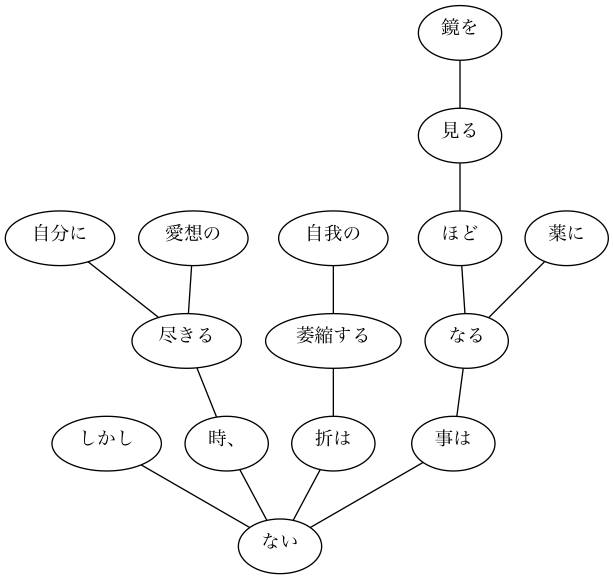 鏡を
見る
自分に
愛想の
自我の
ほど
薬に
尽きる
萎縮する
なる
しかし
時、
折は
事は
ない